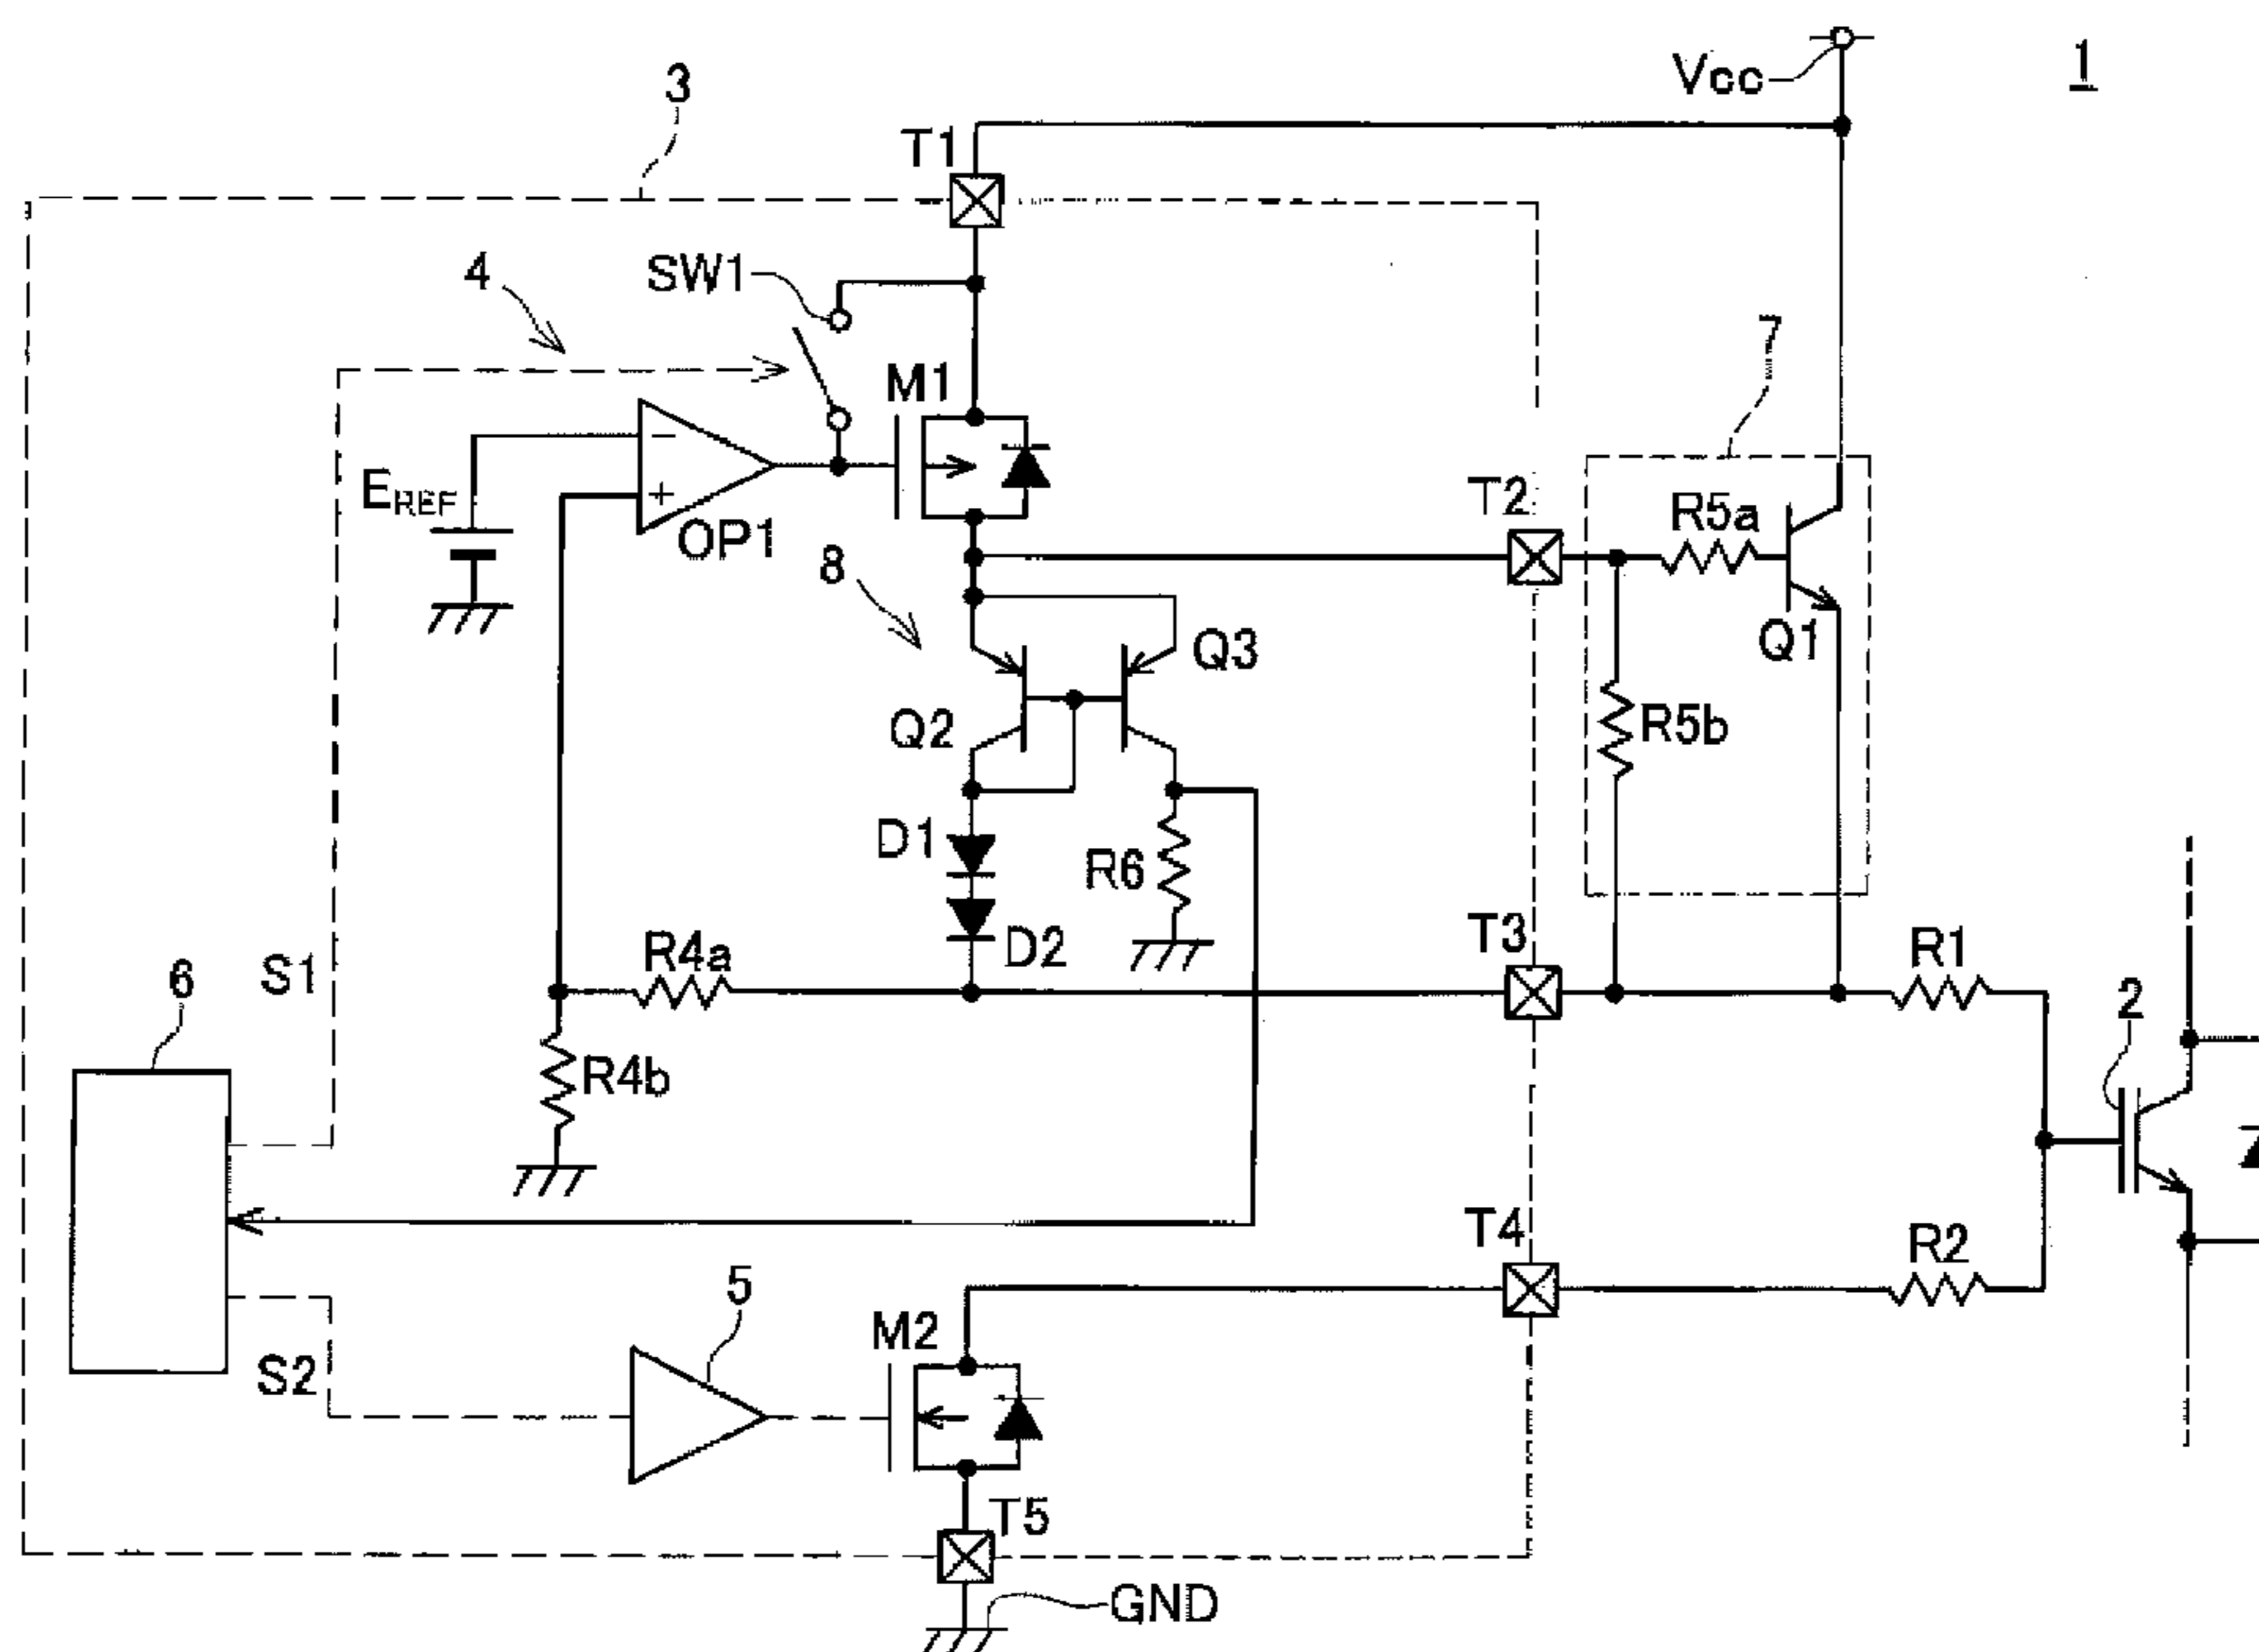 Vcc
1
3
T1
4
SW1
M1
7
E_REF
OP1
T2
R5a
8
Q1
Q3
Q2
R5b
D1
R6
T3
R4a
D2
R1
6
S1
2
R4b
T4
R2
5
M2
S2
T5
GND